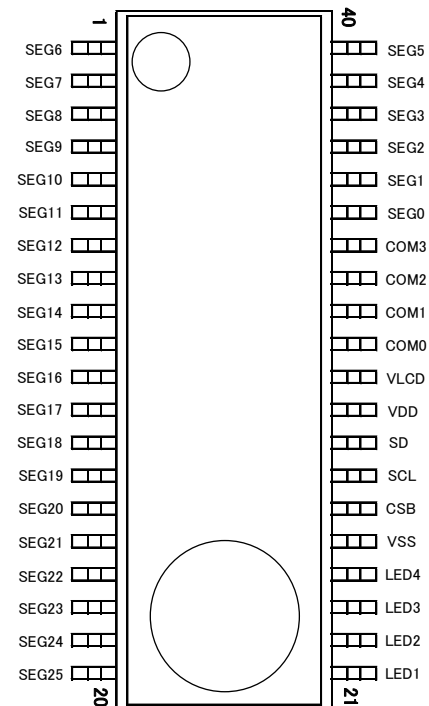 1 40
SEG6 SEG5
SEG7 SEG4
SEG8 SEG3
SEG9 SEG2
SEG10 SEG1
SEG11 SEG0
SEG12 COM3
SEG13 COM2
SEG14 COM1
SEG15 COM0
SEG16 VLCD
SEG17 VDD
SEG18 SD
SEG19 SCL
SEG20 CSB
SEG21 VSS
SEG22 LED4
SEG23 LED3
SEG24 LED2
SEG25 LED1
20 21